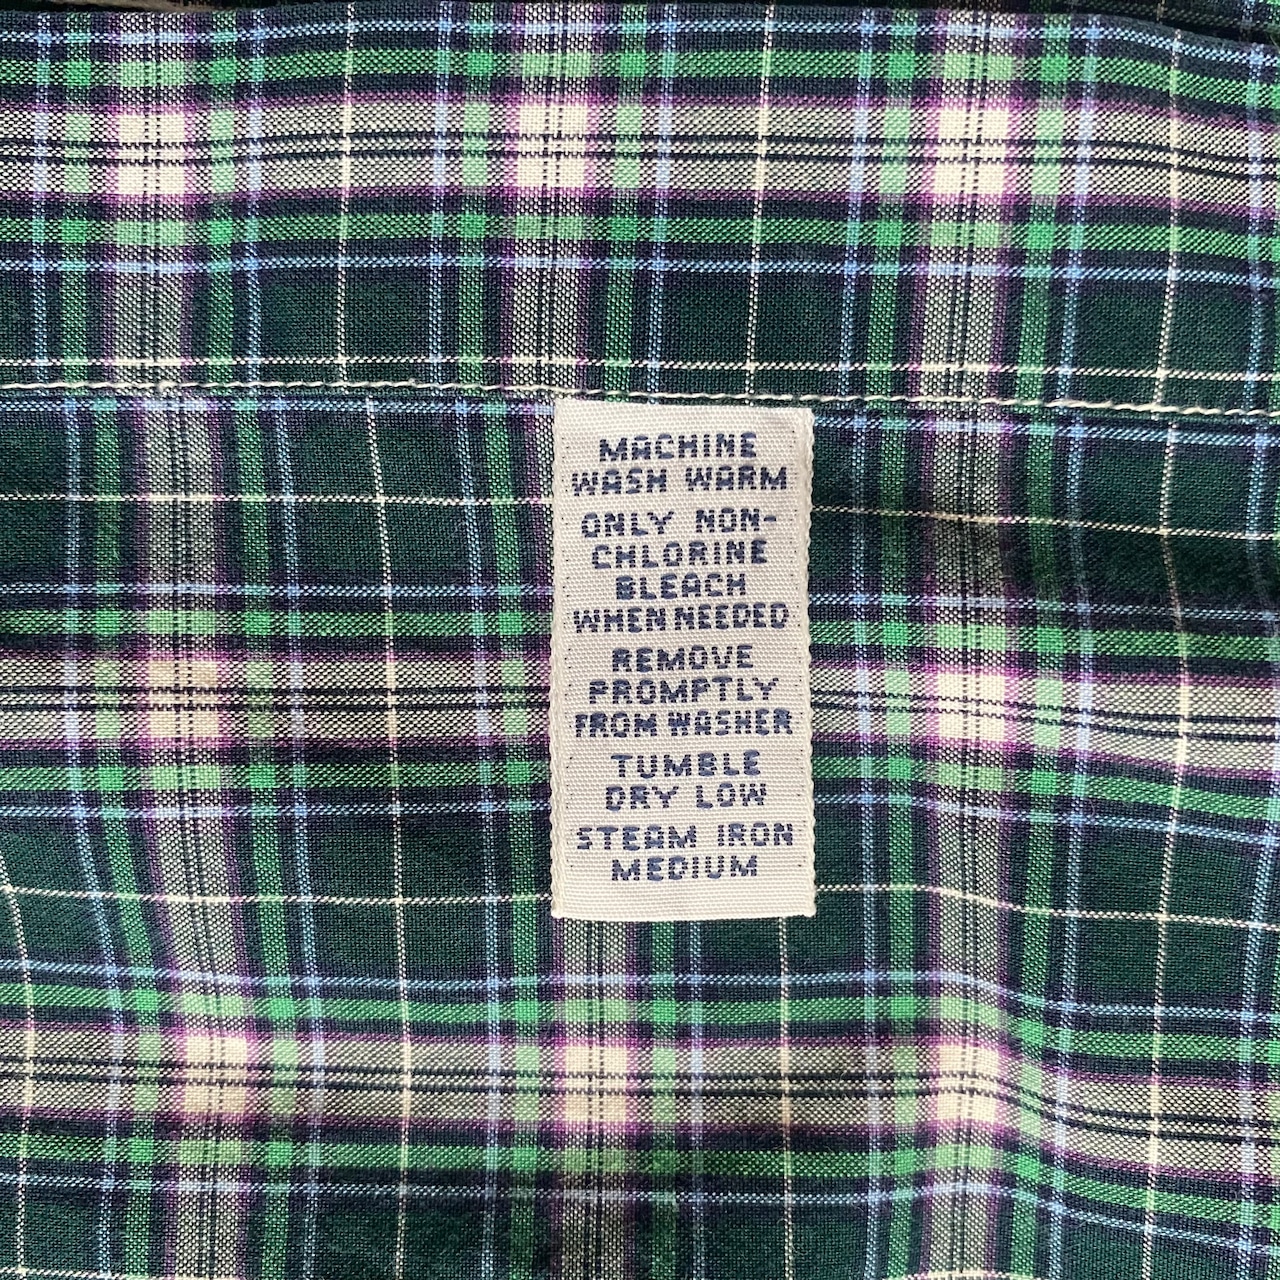 MACHINE
WASH WARM
ONLY NON-
CHLORINE
BLEACH
WHEN NEEDED
REMOVE
PROMPTLY
FROM WASHER
TUMBLE
DRY LOW
STEAM IRON
MEDIUM